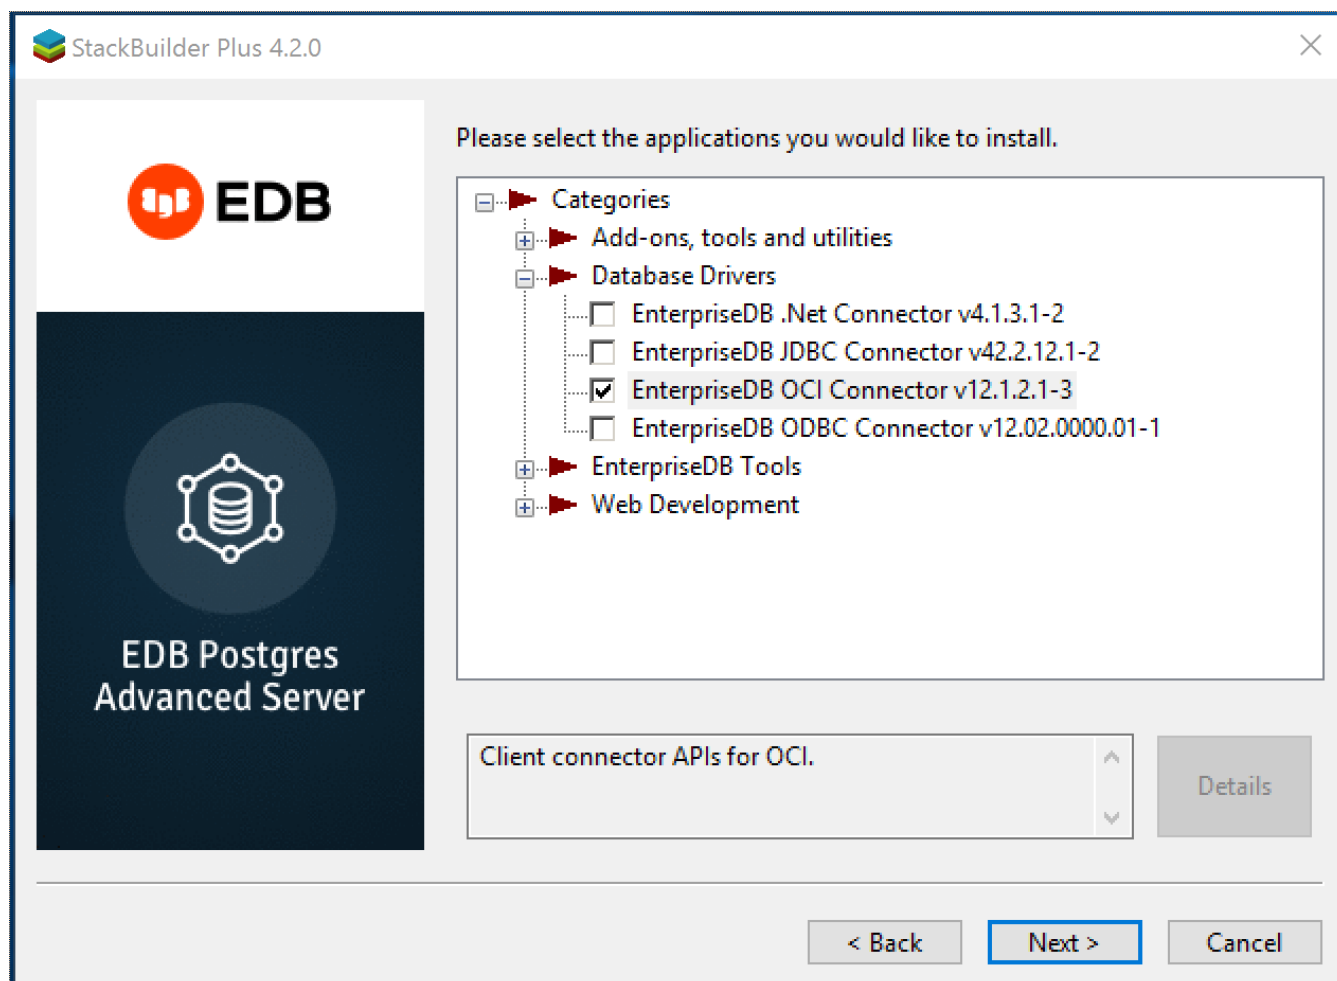 StackBuilder Plus 4.2.0
EDB
EDB Postgres
Advanced Server
Please select the applications you would like to install.
Categories
Add-ons, tools and utilities
Database Drivers
EnterpriseDB .Net Connector v4.1.3.1-2
EnterpriseDB JDBC Connector v42.2.12.1-2
EnterpriseDB OCI Connector v12.1.2.1-3
EnterpriseDB ODBC Connector v12.02.0000.01-1
EnterpriseDB Tools
Web Development
Client connector APIs for OCI.
Details
< Back
Next >
Cancel